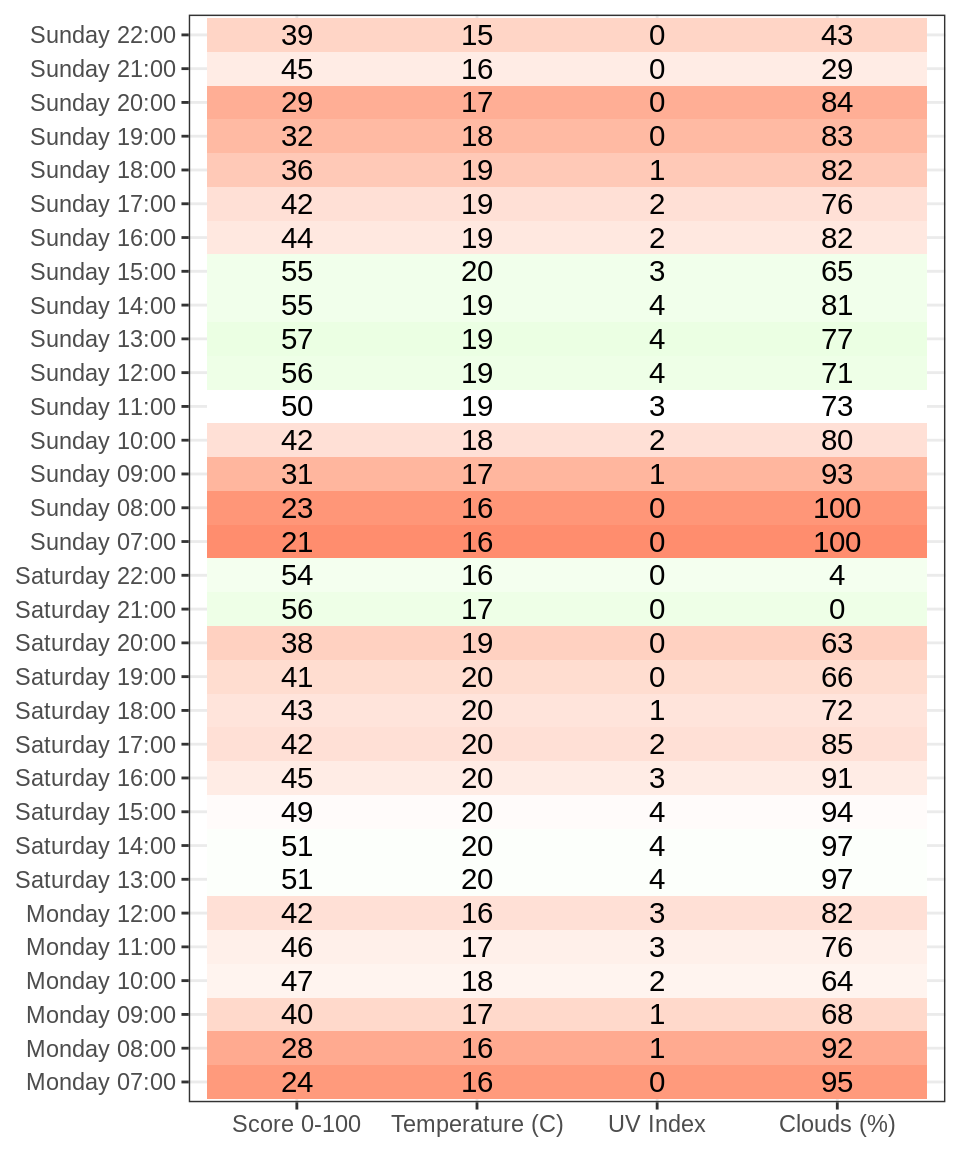 Sunday 22:00 39 15 0 43
Sunday 21:00 45 16 0 29
Sunday 20:00 29 17 0 84
Sunday 19:00 32 18 0 83
Sunday 18:00 36 19 1 82
Sunday 17:00 42 19 2 76
Sunday 16:00 44 19 2 82
Sunday 15:00 55 20 3 65
Sunday 14:00 55 19 4 81
Sunday 13:00 57 19 4 77
Sunday 12:00 56 19 4 71
Sunday 11:00 50 19 3 73
Sunday 10:00 42 18 2 80
Sunday 09:00 31 17 1 93
Sunday 08:00 23 16 0 100
Sunday 07:00 21 16 0 100
Saturday 22:00 54 16 0 4
Saturday 21:00 56 17 0 0
Saturday 20:00 38 19 0 63
Saturday 19:00 41 20 0 66
Saturday 18:00 43 20 1 72
Saturday 17:00 42 20 2 85
Saturday 16:00 45 20 3 91
Saturday 15:00 49 20 4 94
Saturday 14:00 51 20 4 97
Saturday 13:00 51 20 4 97
Monday 12:00 42 16 3 82
Monday 11:00 46 17 3 76
Monday 10:00 47 18 2 64
Monday 09:00 40 17 1 68
Monday 08:00 28 16 1 92
Monday 07:00 24 16 0 95
Score 0-100 Temperature (C) UV Index Clouds (%)